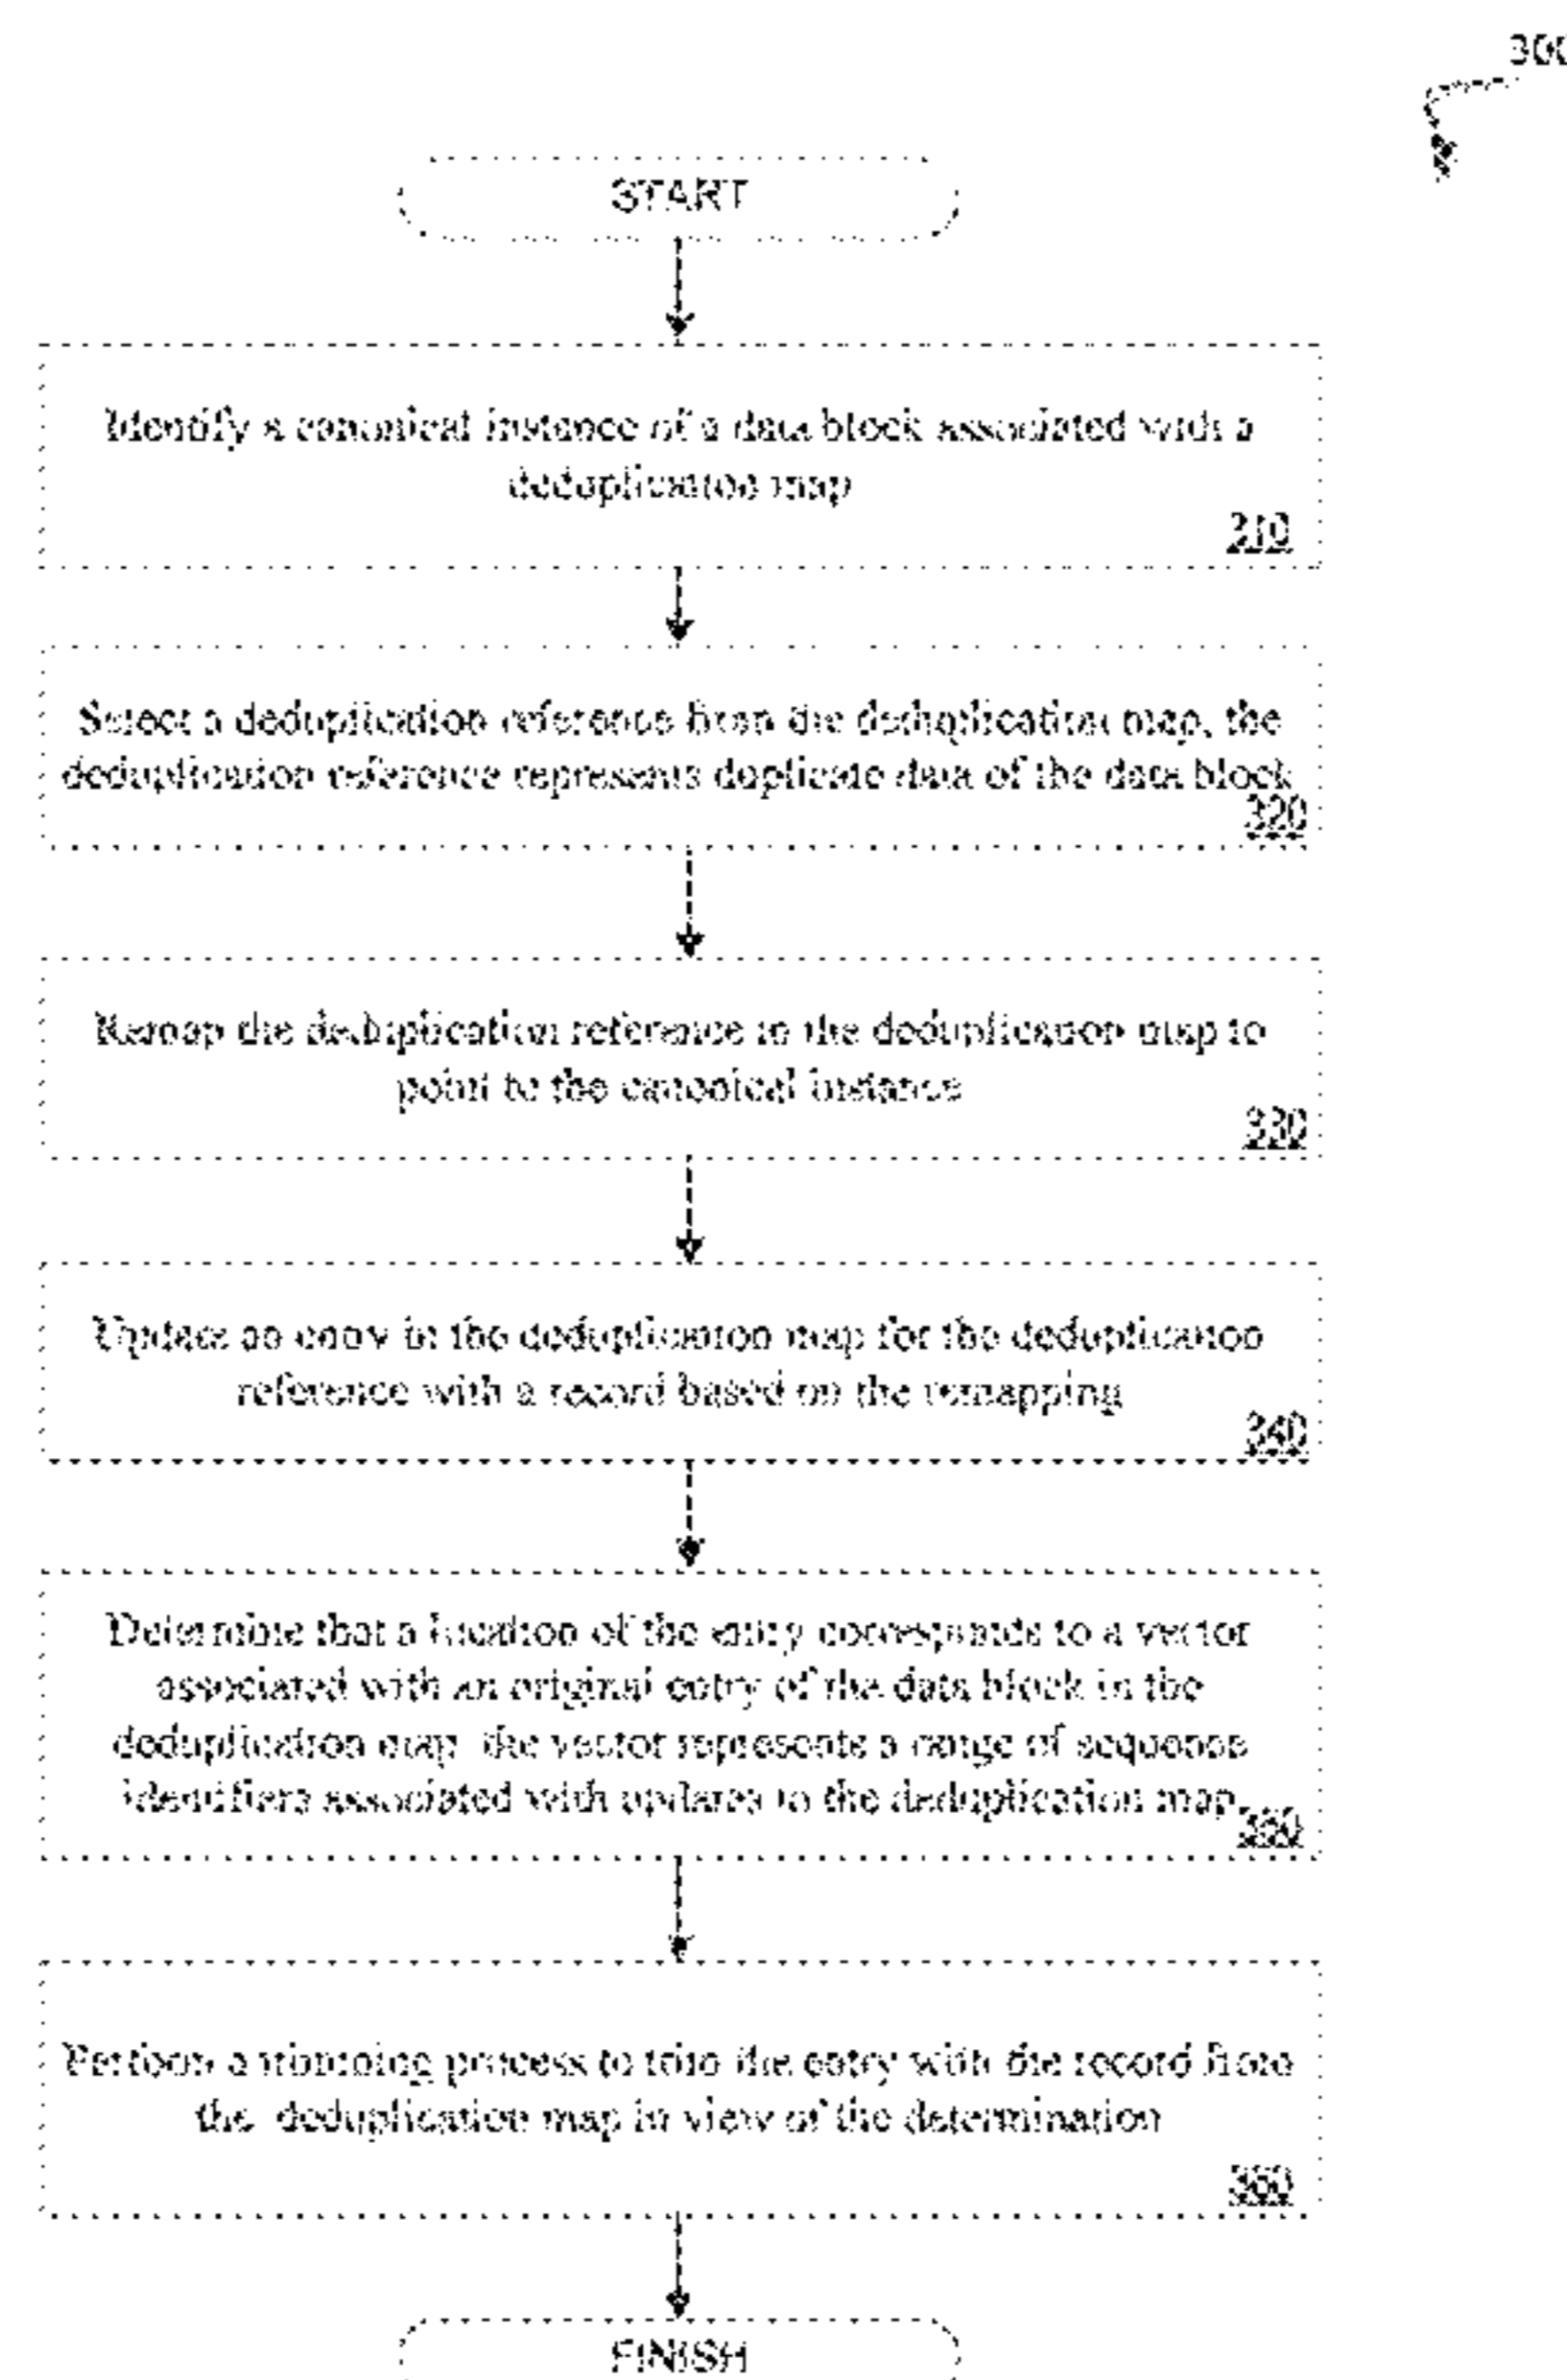 300
START
Identify a canonical instance of a data block associated with a
deduplication map
210
Select a deduplication reference from the deduplication map, the
deduplication reference represents duplicate data of the data block
320
Remap the deduplication reference in the deduplication map to
point to the canonical instance
330
Update an entry in the deduplication map for the deduplication
reference with a record based on the remapping
340
Determine that a location of the entry corresponds to a vector
associated with an original entry of the data block in the
deduplication map the vector represents a range of sequence
identifiers associated with updates to the deduplication map.
350
Perform a trimming process to trim the entry with the record from
the deduplication map in view of the determination
360
FINISH